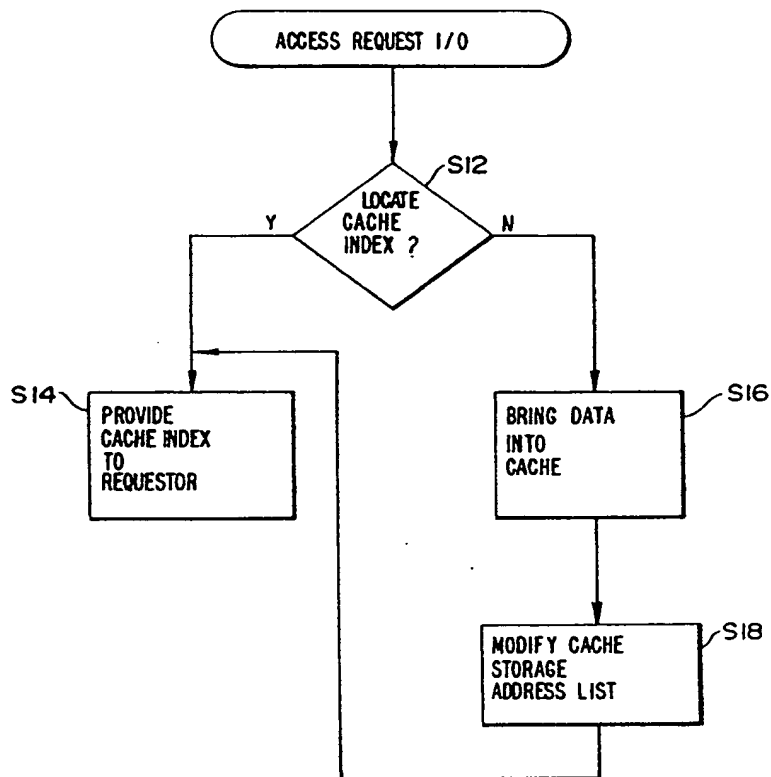 ACCESS REQUEST I/O
S12
LOCATE
CACHE
INDEX ?
Y
N
S14
PROVIDE
CACHE INDEX
TO
REQUESTOR
S16
BRING DATA
INTO
CACHE
S18
MODIFY CACHE
STORAGE
ADDRESS LIST